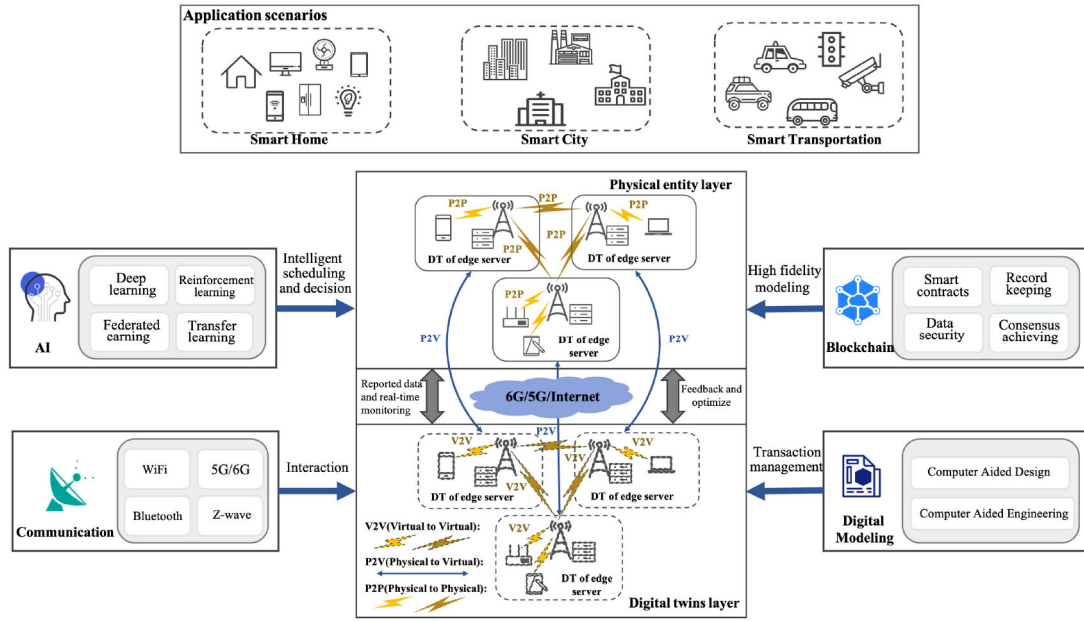 Application scenarios
Smart Home
Smart City
Smart Transportation
Physical entity layer
P2P
P2P
P2P
P2P
P2P
DT of edge server
DT of edge server
P2P
DT of edge
server
P2V
P2V
AI
Deep
learning
Reinforcement
learning
Federated
earning
Transfer
learning
Intelligent
scheduling
and decision
High fidelity
modeling
Blockchain
Smart
contracts
Record
keeping
Data
security
Consensus
achieving
Reported data
and real-time
monitoring
6G/5G/Internet
Feedback and
optimize
Communication
WiFi
5G/6G
Bluetooth
Z-wave
Interaction
P2V
V2V
V2V
V2V
V2V
V2V
DT of edge server
DT of edge server
V2V
DT of edge
server
V2V(Virtual to Virtual):
P2V(Physical to Virtual):
P2P(Physical to Physical):
Digital twins layer
Transaction
management
Digital
Modeling
Computer Aided Design
Computer Aided Engineering